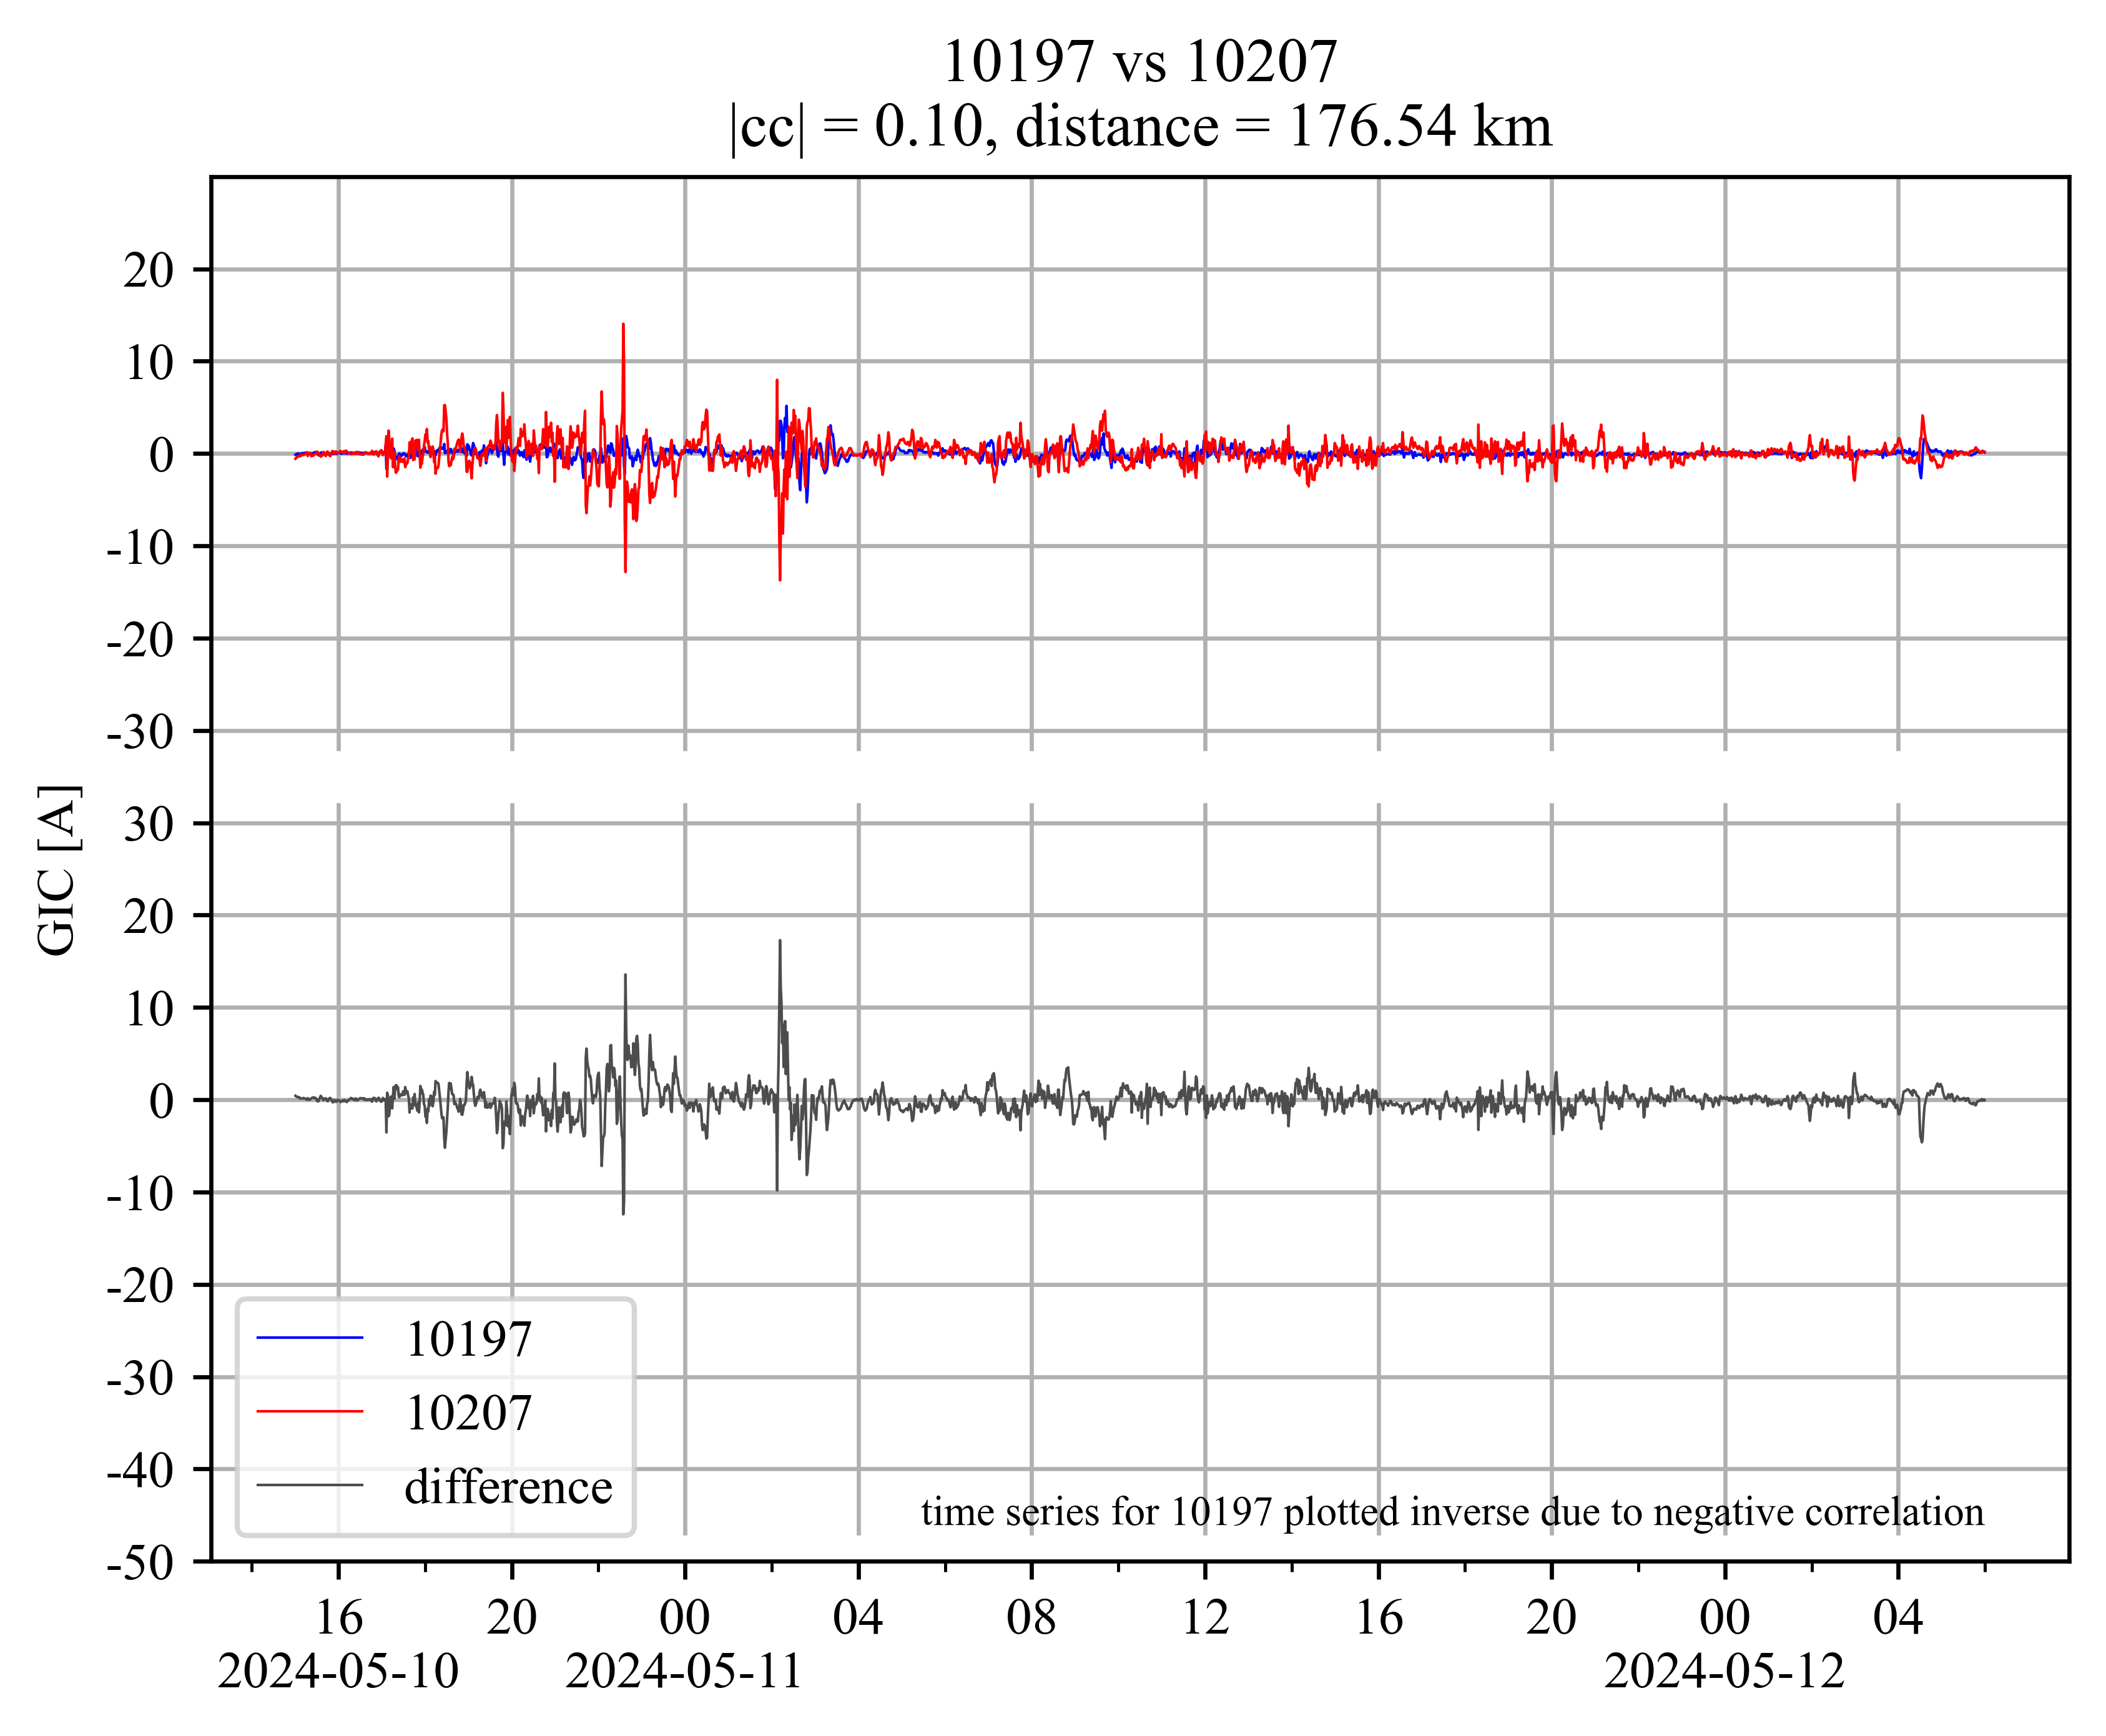 10197 vs 10207
|cc| = 0.10, distance = 176.54 km
GIC [A]
20
10
0
-10
-20
-30
30
20
10
0
-10
-20
-30
-40
-50
10197
10207
difference
time series for 10197 plotted inverse due to negative correlation
16 20 00 04 08 12 16 20 00 04
2024-05-10 2024-05-11 2024-05-12